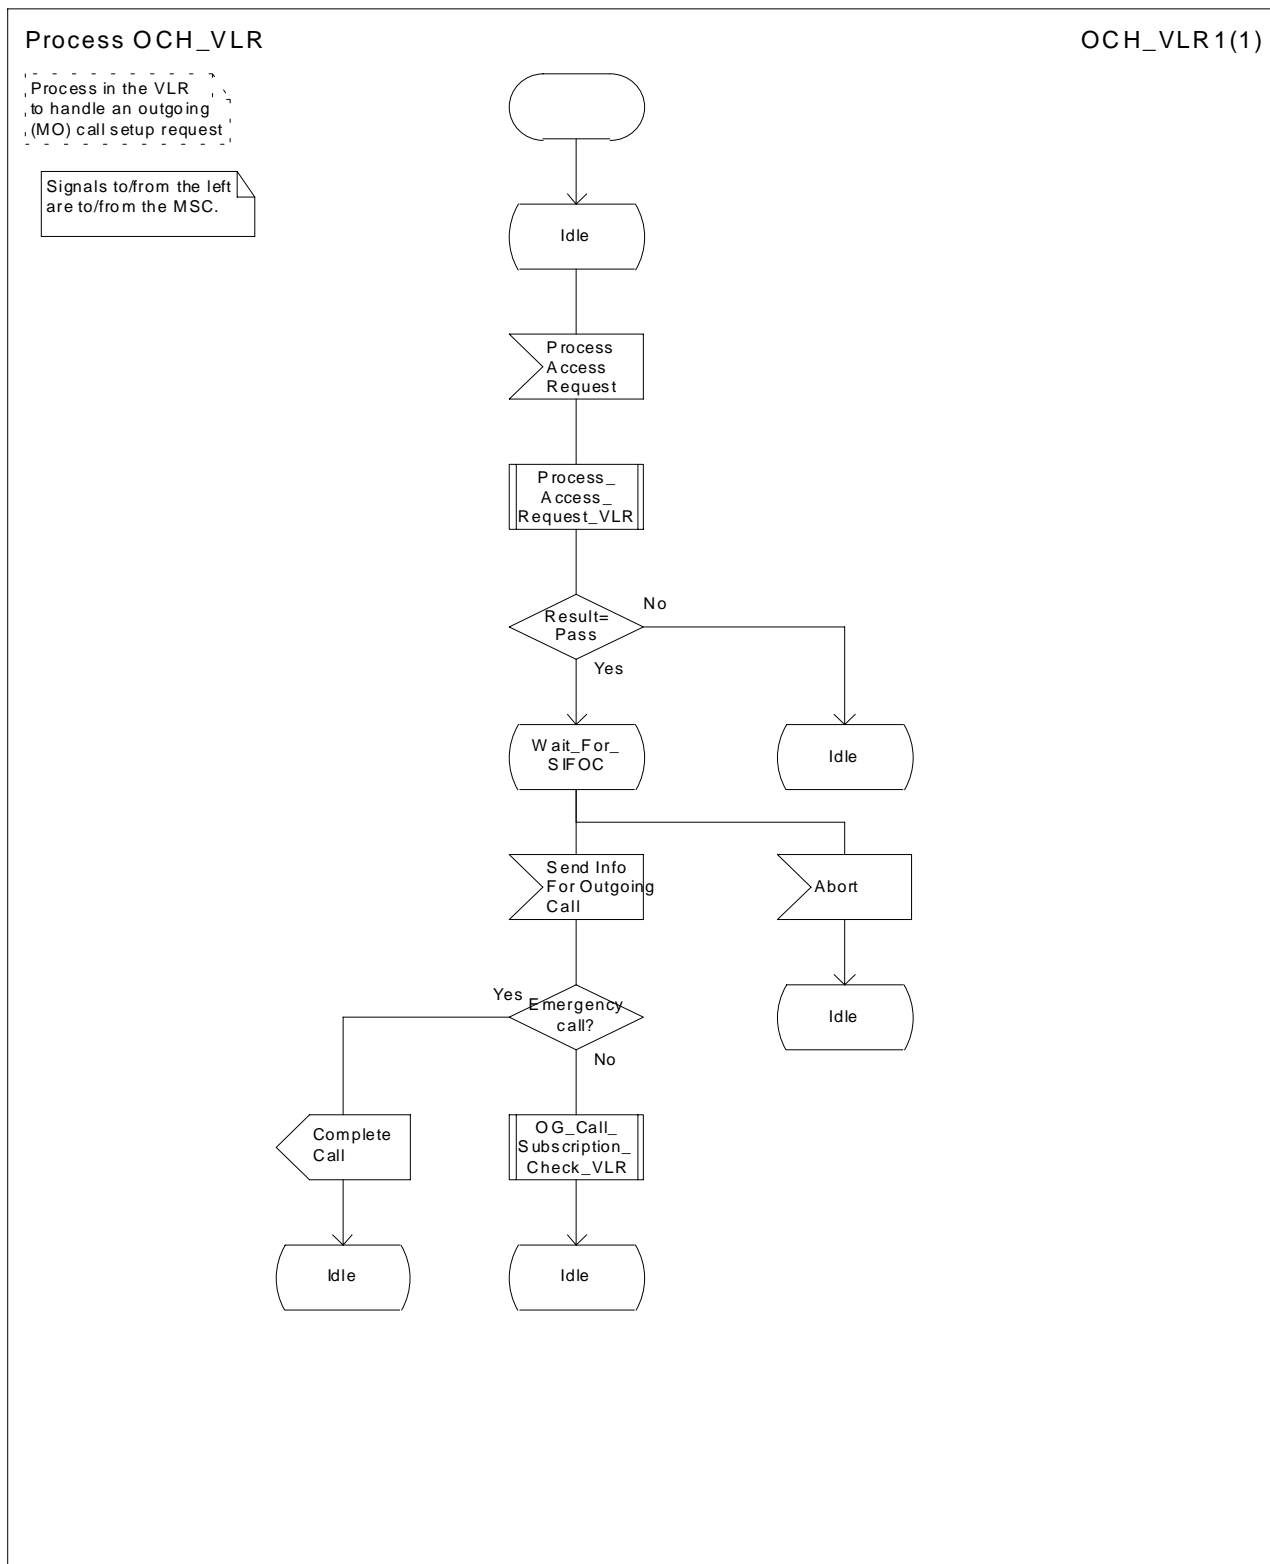 Process OCH_VLR
OCH_VLR1(1)
Process in the VLR
to handle an outgoing
(MO) call setup request
Signals to/from the left
are to/from the MSC.
Idle
Process
Access
Request
Process_
Access_
Request_VLR
Result=
Pass
No
Yes
Wait_For_
SIFOC
Idle
Send Info
For Outgoing
Call
Abort
Yes
Emergency
call?
No
Idle
Complete
Call
OG_Call_
Subscription_
Check_VLR
Idle
Idle